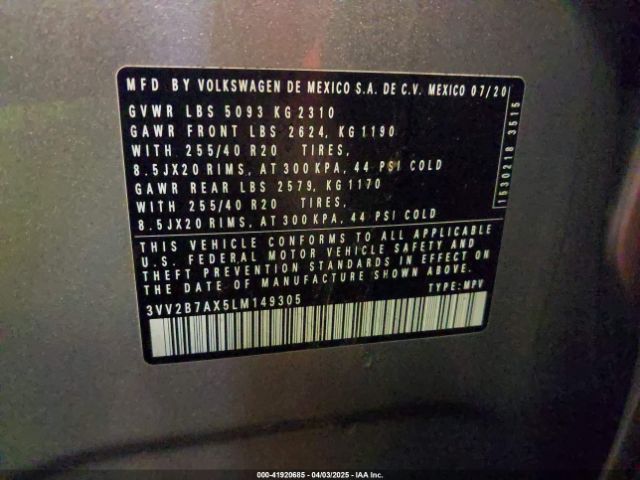 MFD BY VOLKSWAGEN DE MEXICO S.A. DE C.V. MEXICO 07/20
GVWR LBS 5093 KG 2310
GAWR FRONT LBS 2624, KG 1190
WITH 255/40 R20 TIRES,
8.5JX20 RIMS, AT 300 KPA, 44 PSI COLD
GAWR REAR LBS 2579, KG 1170
WITH 255/40 R20 TIRES,
8.5JX20 RIMS, AT 300 KPA, 44 PSI COLD
1530218 3515
THIS VEHICLE CONFORMS TO ALL APPLICABLE
U.S. FEDERAL MOTOR VEHICLE SAFETY AND
THEFT PREVENTION STANDARDS IN EFFECT ON
THE DATE OF MANUFACTURE SHOWN ABOVE
3VV2B7AX5LM149305 TYPE: MPV
000-41920685 - 04/03/2025 - IAA Inc.